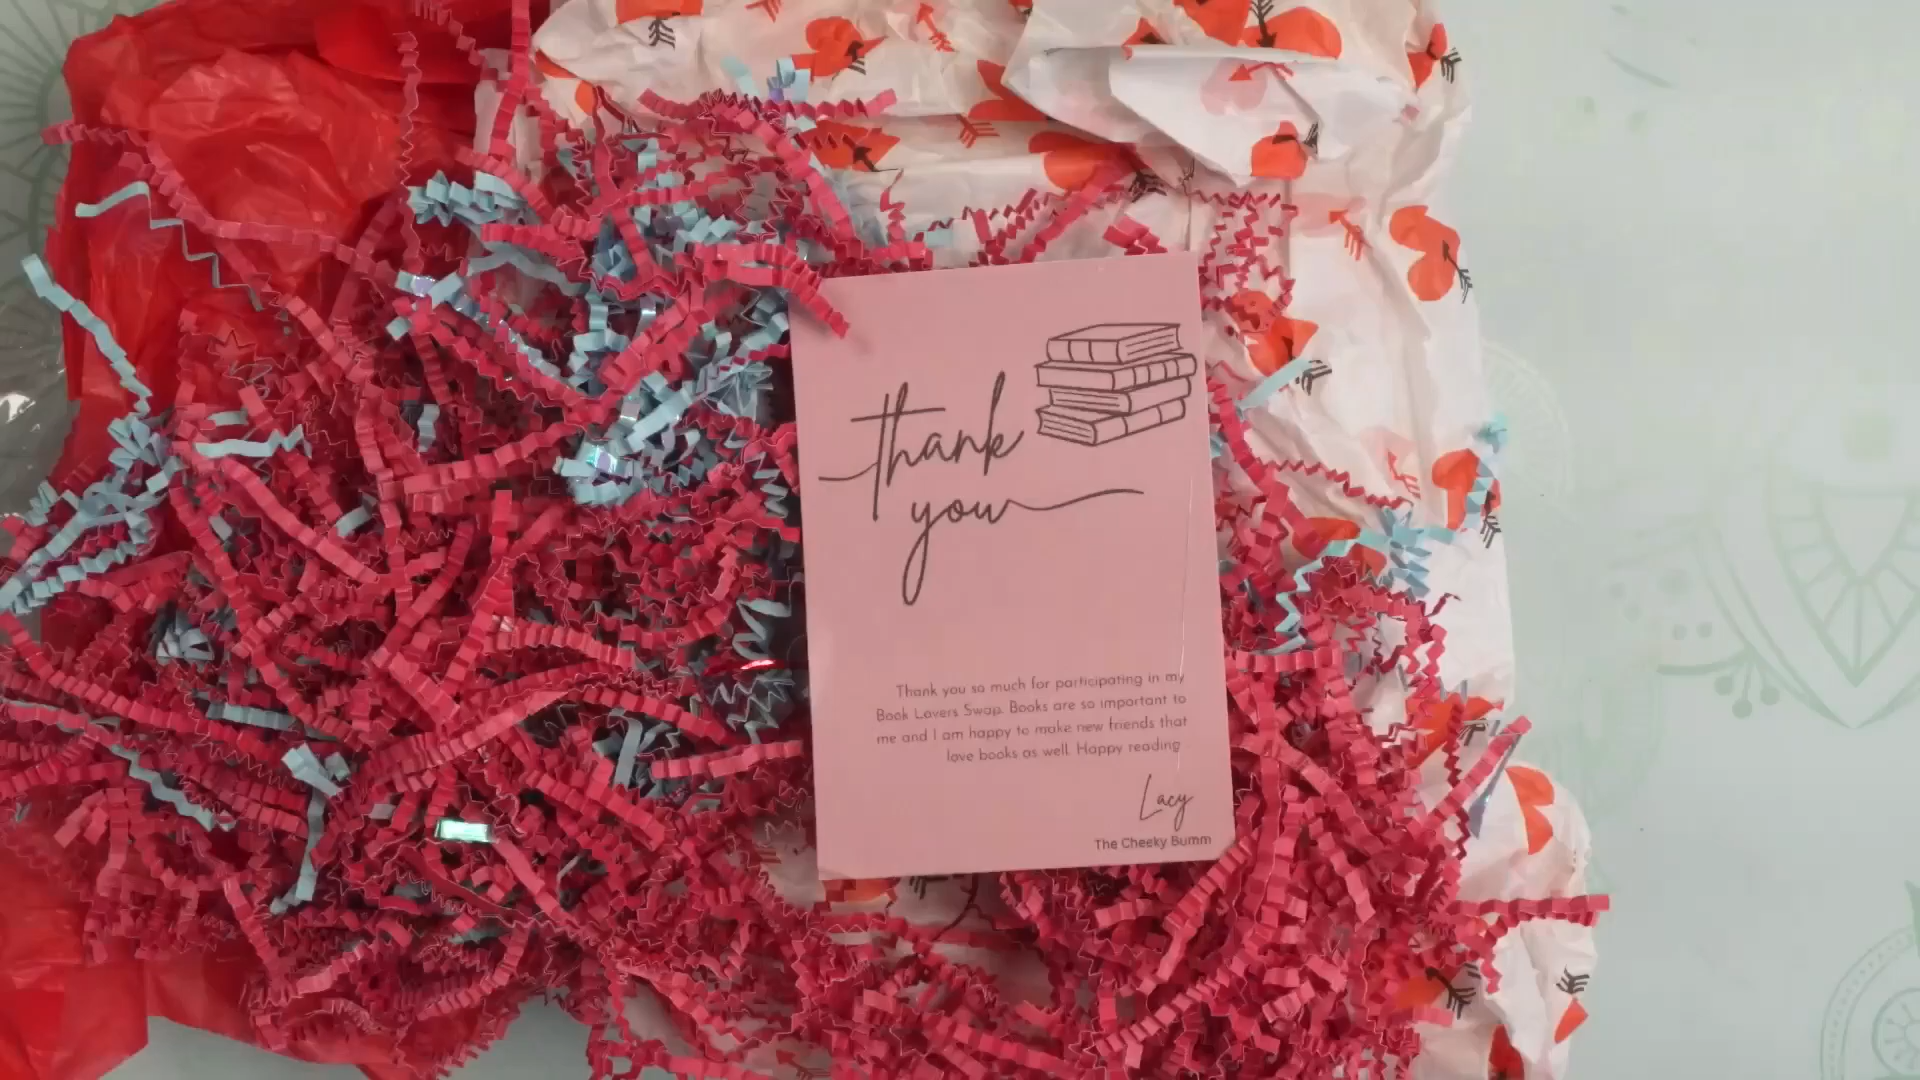 thank
you
Thank you so much for participating in my
Book Lovers Swap. Books are so important to
me and I am happy to make new friends that
love books as well. Happy reading
Lacy
The Cheeky Bumm